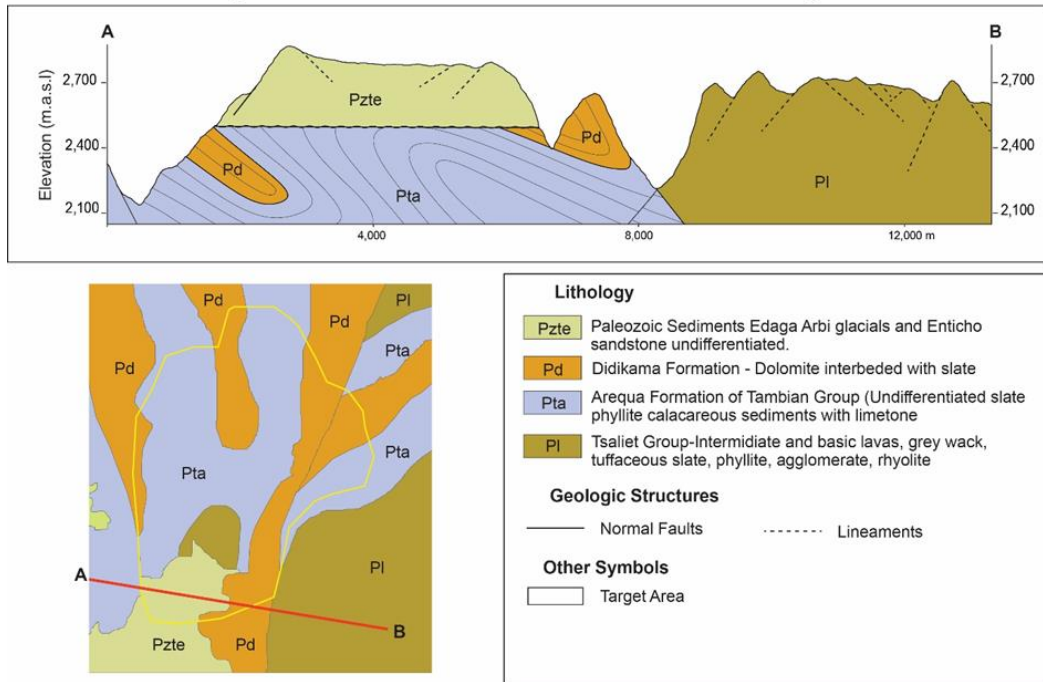 A
B
Elevation (m.a.s.l)
2,700
2,400
2,100
2,700
2,400
2,100
Pzte
Pd
Pd
Pta
Pl
4,000
8,000
12,000 m
Pd
Pd
Pl
Pd
Pta
Pta
Pta
Pl
A
B
Pzte
Pd
Lithology
Pzte
Paleozoic Sediments Edaga Arbi glacials and Enticho
sandstone undifferentiated.
Pd
Didikama Formation - Dolomite interbeded with slate
Pta
Arequa Formation of Tambian Group (Undifferentiated slate
phyllite calacareous sediments with limetone
Pl
Tsaliet Group-Intermidiate and basic lavas, grey wack,
tuffaceous slate, phyllite, agglomerate, rhyolite
Geologic Structures
Normal Faults
Lineaments
Other Symbols
Target Area